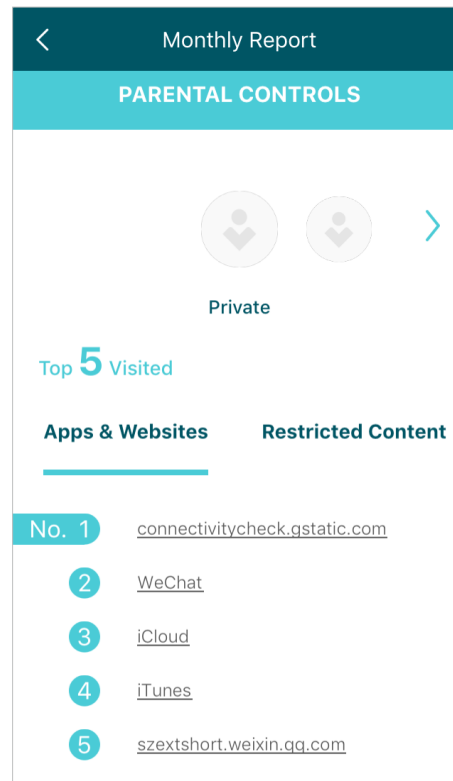 Monthly Report
PARENTAL CONTROLS
Private
Top 5 Visited
Apps & Websites Restricted Content
No. 1 connectivitycheck.gstatic.com
2 WeChat
3 iCloud
4 iTunes
5 szextshort.weixin.qq.com